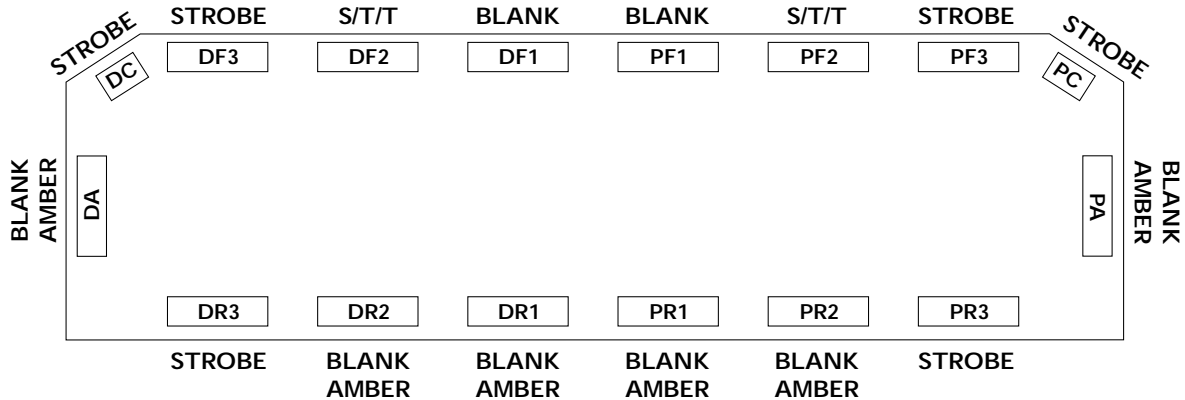 STROBE S/T/T BLANK BLANK S/T/T STROBE
STROBE
STROBE
DC
DF3 DF2 DF1 PF1 PF2 PF3
PC
BLANK
AMBER
DA
PA
BLANK
AMBER
DR3 DR2 DR1 PR1 PR2 PR3
STROBE BLANK BLANK BLANK BLANK STROBE
AMBER AMBER AMBER AMBER